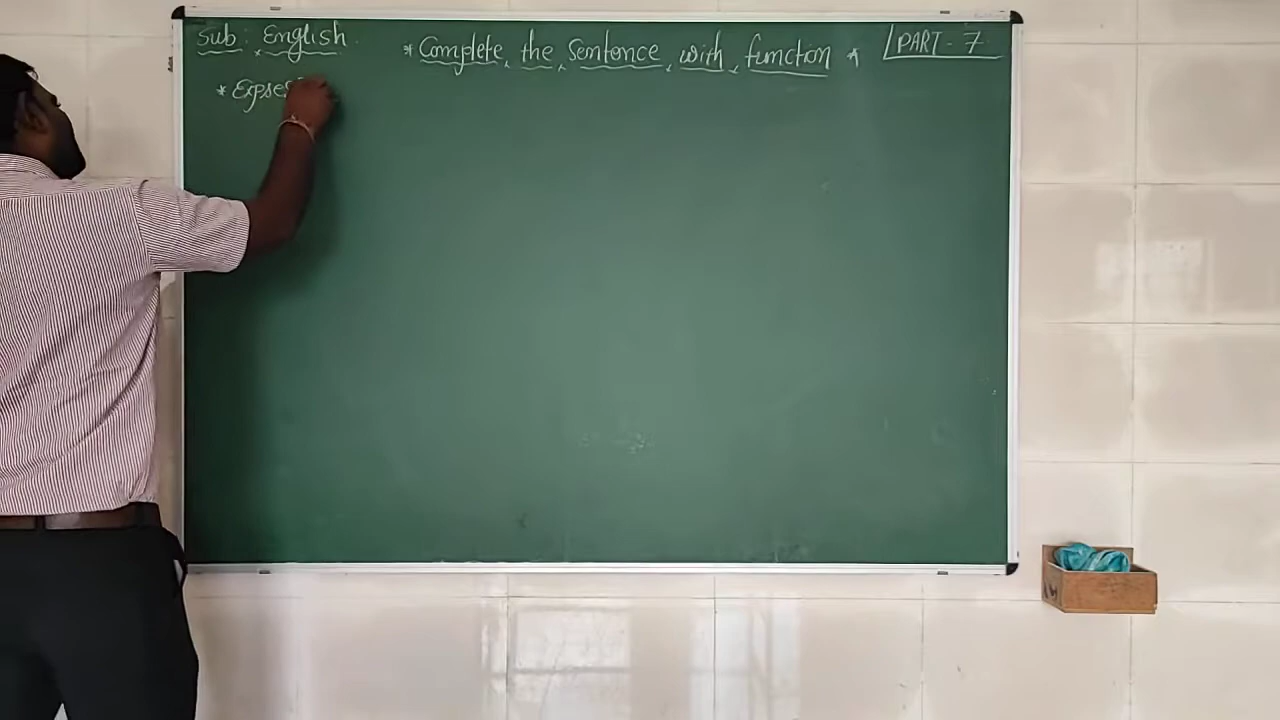 Sub : English
* Complete the Sentence with function *
PART - 7
*